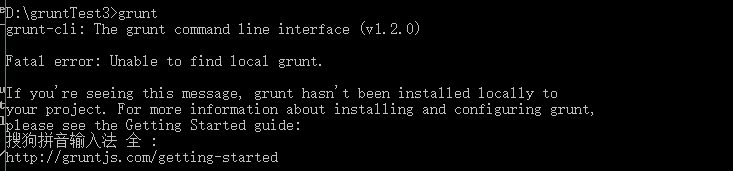 D:\gruntTest3>grunt
grunt-cli: The grunt command line interface (v1.2.0)
Fatal error: Unable to find local grunt.
If you're seeing this message, grunt hasn't been installed locally to
your project. For more information about installing and configuring grunt,
please see the Getting Started guide:
搜狗拼音输入法 全 :
http://gruntjs.com/getting-started